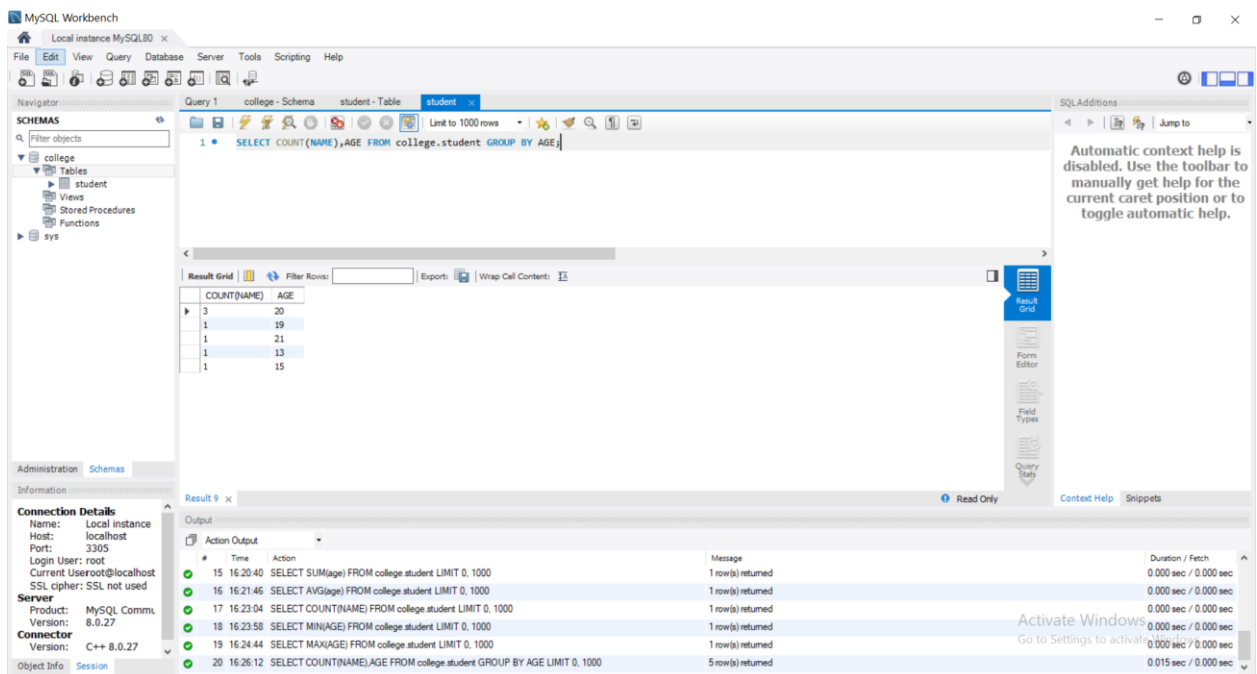 MySQL Workbench
Local instance MySQL80
File Edit View Query Database Server Tools Scripting Help
Navigator
SCHEMAS
Filter objects
college
Tables
student
Views
Stored Procedures
Functions
sys
Administration Schemas
Information
Connection Details
Name: Local instance
Host: localhost
Port: 3305
Login User: root
Current Useroot@localhost
SSL cipher: SSL not used
Server
Product: MySQL Commu
Version: 8.0.27
Connector
Version: C++ 8.0.27
Object Info Session
Query 1 college - Schema student - Table student
Limit to 1000 rows
1 SELECT COUNT(NAME),AGE FROM college.student GROUP BY AGE;
Result Grid Filter Rows: Export: Wrap Cell Content:
COUNT(NAME) AGE
3 20
1 19
1 21
1 13
1 15
Result Grid
Form Editor
Field Types
Query Stats
Result 9 Read Only
Output
Action Output
# Time Action Message Duration / Fetch
15 16:20:40 SELECT SUM(age) FROM college.student LIMIT 0, 1000 1 row(s) returned 0.000 sec / 0.000 sec
16 16:21:46 SELECT AVG(age) FROM college.student LIMIT 0, 1000 1 row(s) returned 0.000 sec / 0.000 sec
17 16:23:04 SELECT COUNT(NAME) FROM college.student LIMIT 0, 1000 1 row(s) returned 0.000 sec / 0.000 sec
18 16:23:58 SELECT MIN(AGE) FROM college.student LIMIT 0, 1000 1 row(s) returned 0.000 sec / 0.000 sec
19 16:24:44 SELECT MAX(AGE) FROM college.student LIMIT 0, 1000 1 row(s) returned 0.000 sec / 0.000 sec
20 16:26:12 SELECT COUNT(NAME),AGE FROM college.student GROUP BY AGE LIMIT 0, 1000 5 row(s) returned 0.015 sec / 0.000 sec
SQLAdditions
Jump to
Automatic context help is
disabled. Use the toolbar to
manually get help for the
current caret position or to
toggle automatic help.
Context Help Snippets
Activate Windows
Go to Settings to activate Windows.